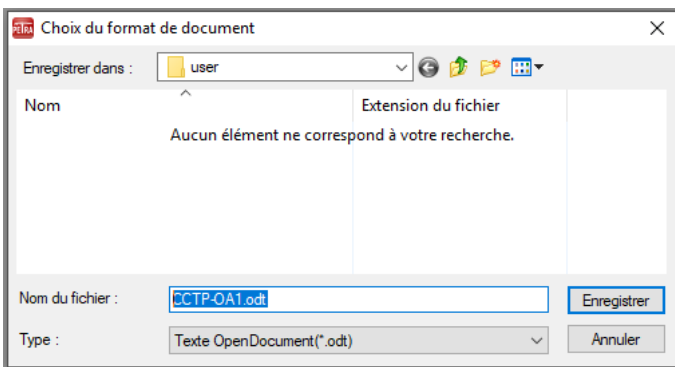 PETRA Choix du format de document
Enregistrer dans : user
Nom Extension du fichier
Aucun élément ne correspond à votre recherche.
Nom du fichier : CCTP-OA1.odt Enregistrer
Type : Texte OpenDocument(*.odt) Annuler